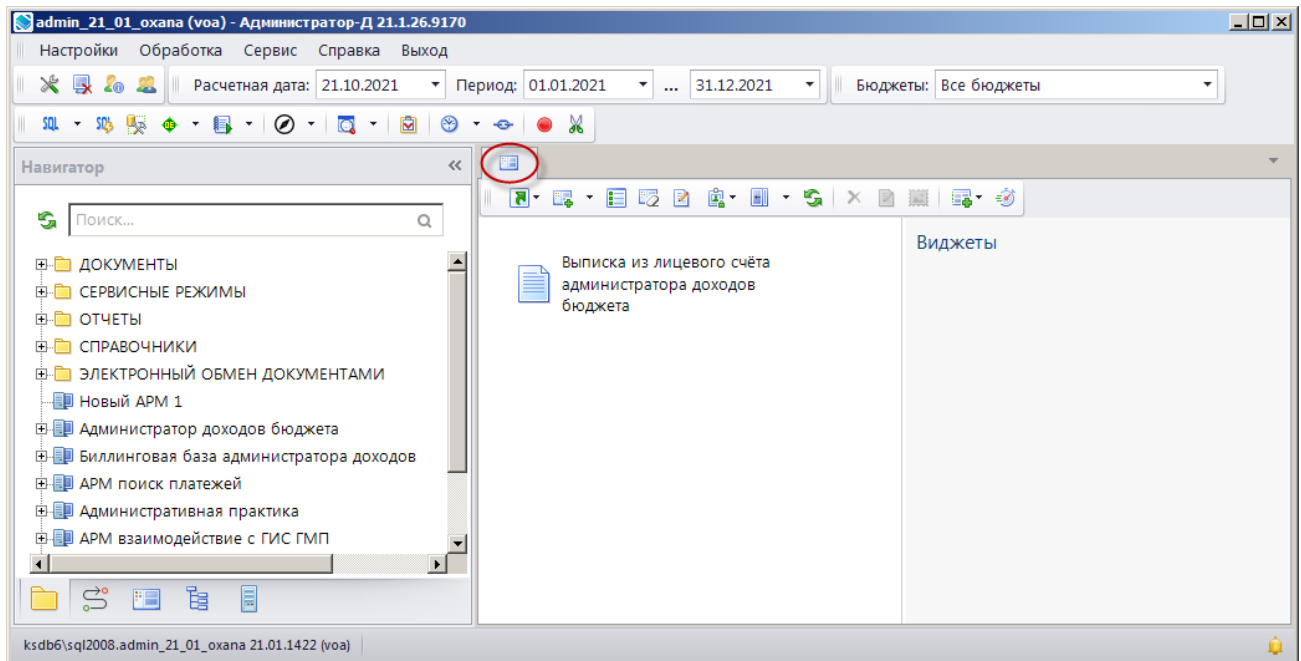 admin_21_01_oxana (voa) - Администратор-Д 21.1.26.9170
Настройки Обработка Сервис Справка Выход
Расчетная дата: 21.10.2021 Период: 01.01.2021 ... 31.12.2021 Бюджеты: Все бюджеты
SQL SQL
Навигатор
Поиск...
ДОКУМЕНТЫ
СЕРВИСНЫЕ РЕЖИМЫ
ОТЧЕТЫ
СПРАВОЧНИКИ
ЭЛЕКТРОННЫЙ ОБМЕН ДОКУМЕНТАМИ
Новый АРМ 1
Администратор доходов бюджета
Биллинговая база администратора доходов
АРМ поиск платежей
Административная практика
АРМ взаимодействие с ГИС ГМП
Выписка из лицевого счёта
администратора доходов
бюджета
Виджеты
ksdb6\sql2008.admin_21_01_oxana 21.01.1422 (voa)